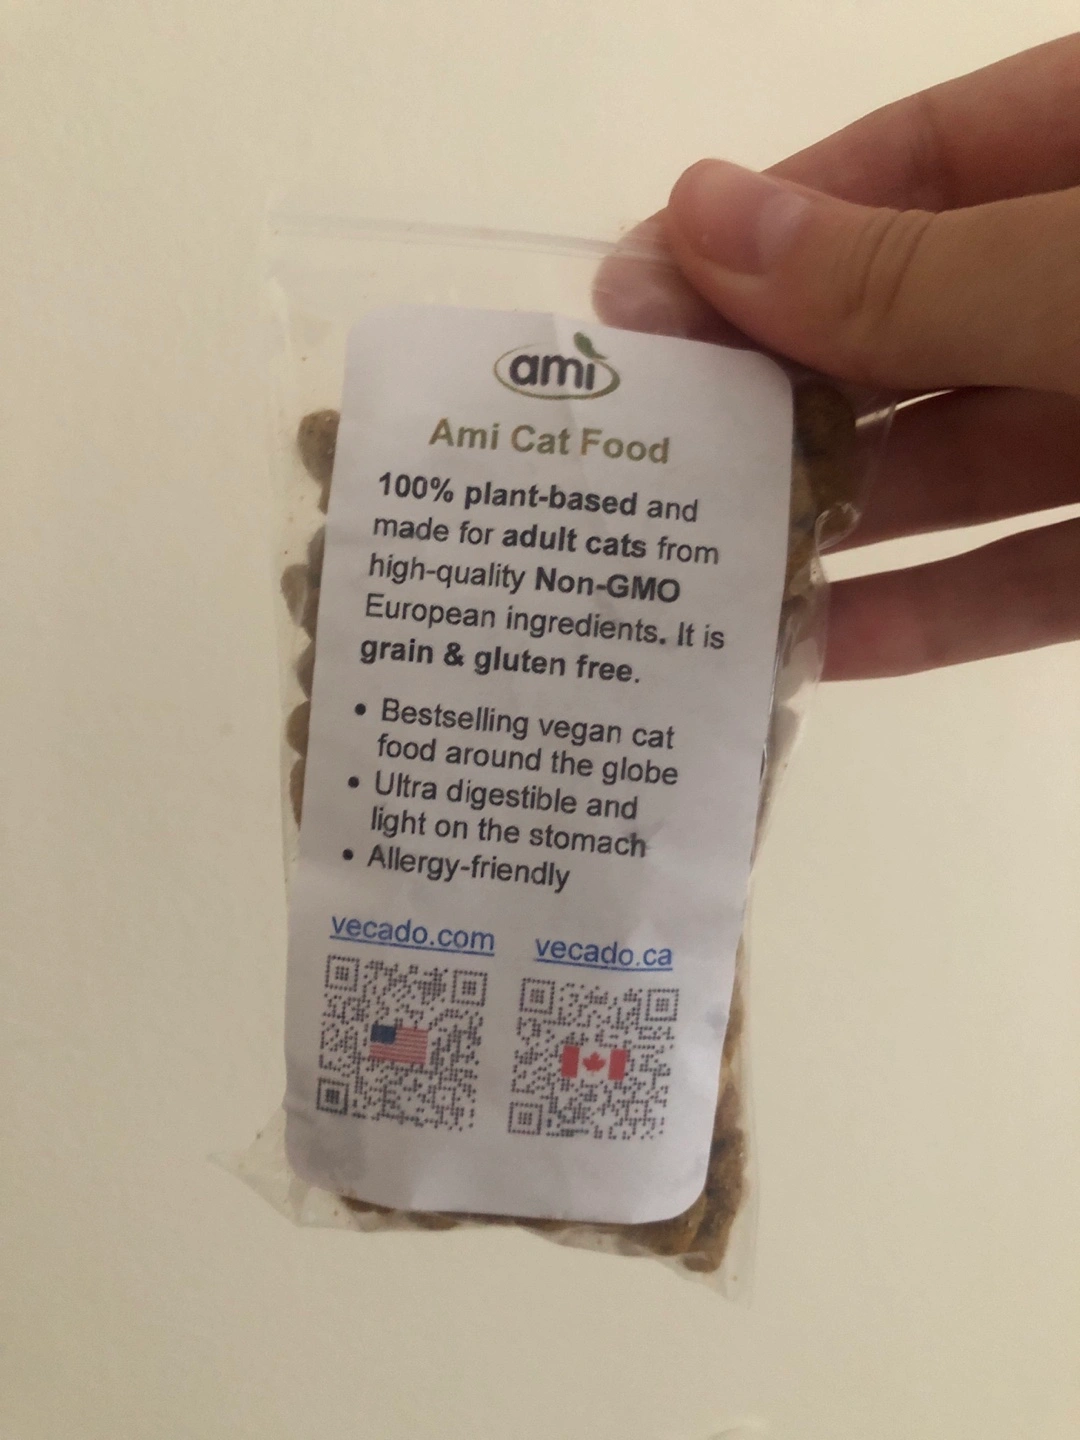 ami
Ami Cat Food
100% plant-based and
made for adult cats from
high-quality Non-GMO
European ingredients. It is
grain & gluten free.
• Bestselling vegan cat
food around the globe
• Ultra digestible and
light on the stomach
• Allergy-friendly
vecado.com vecado.ca